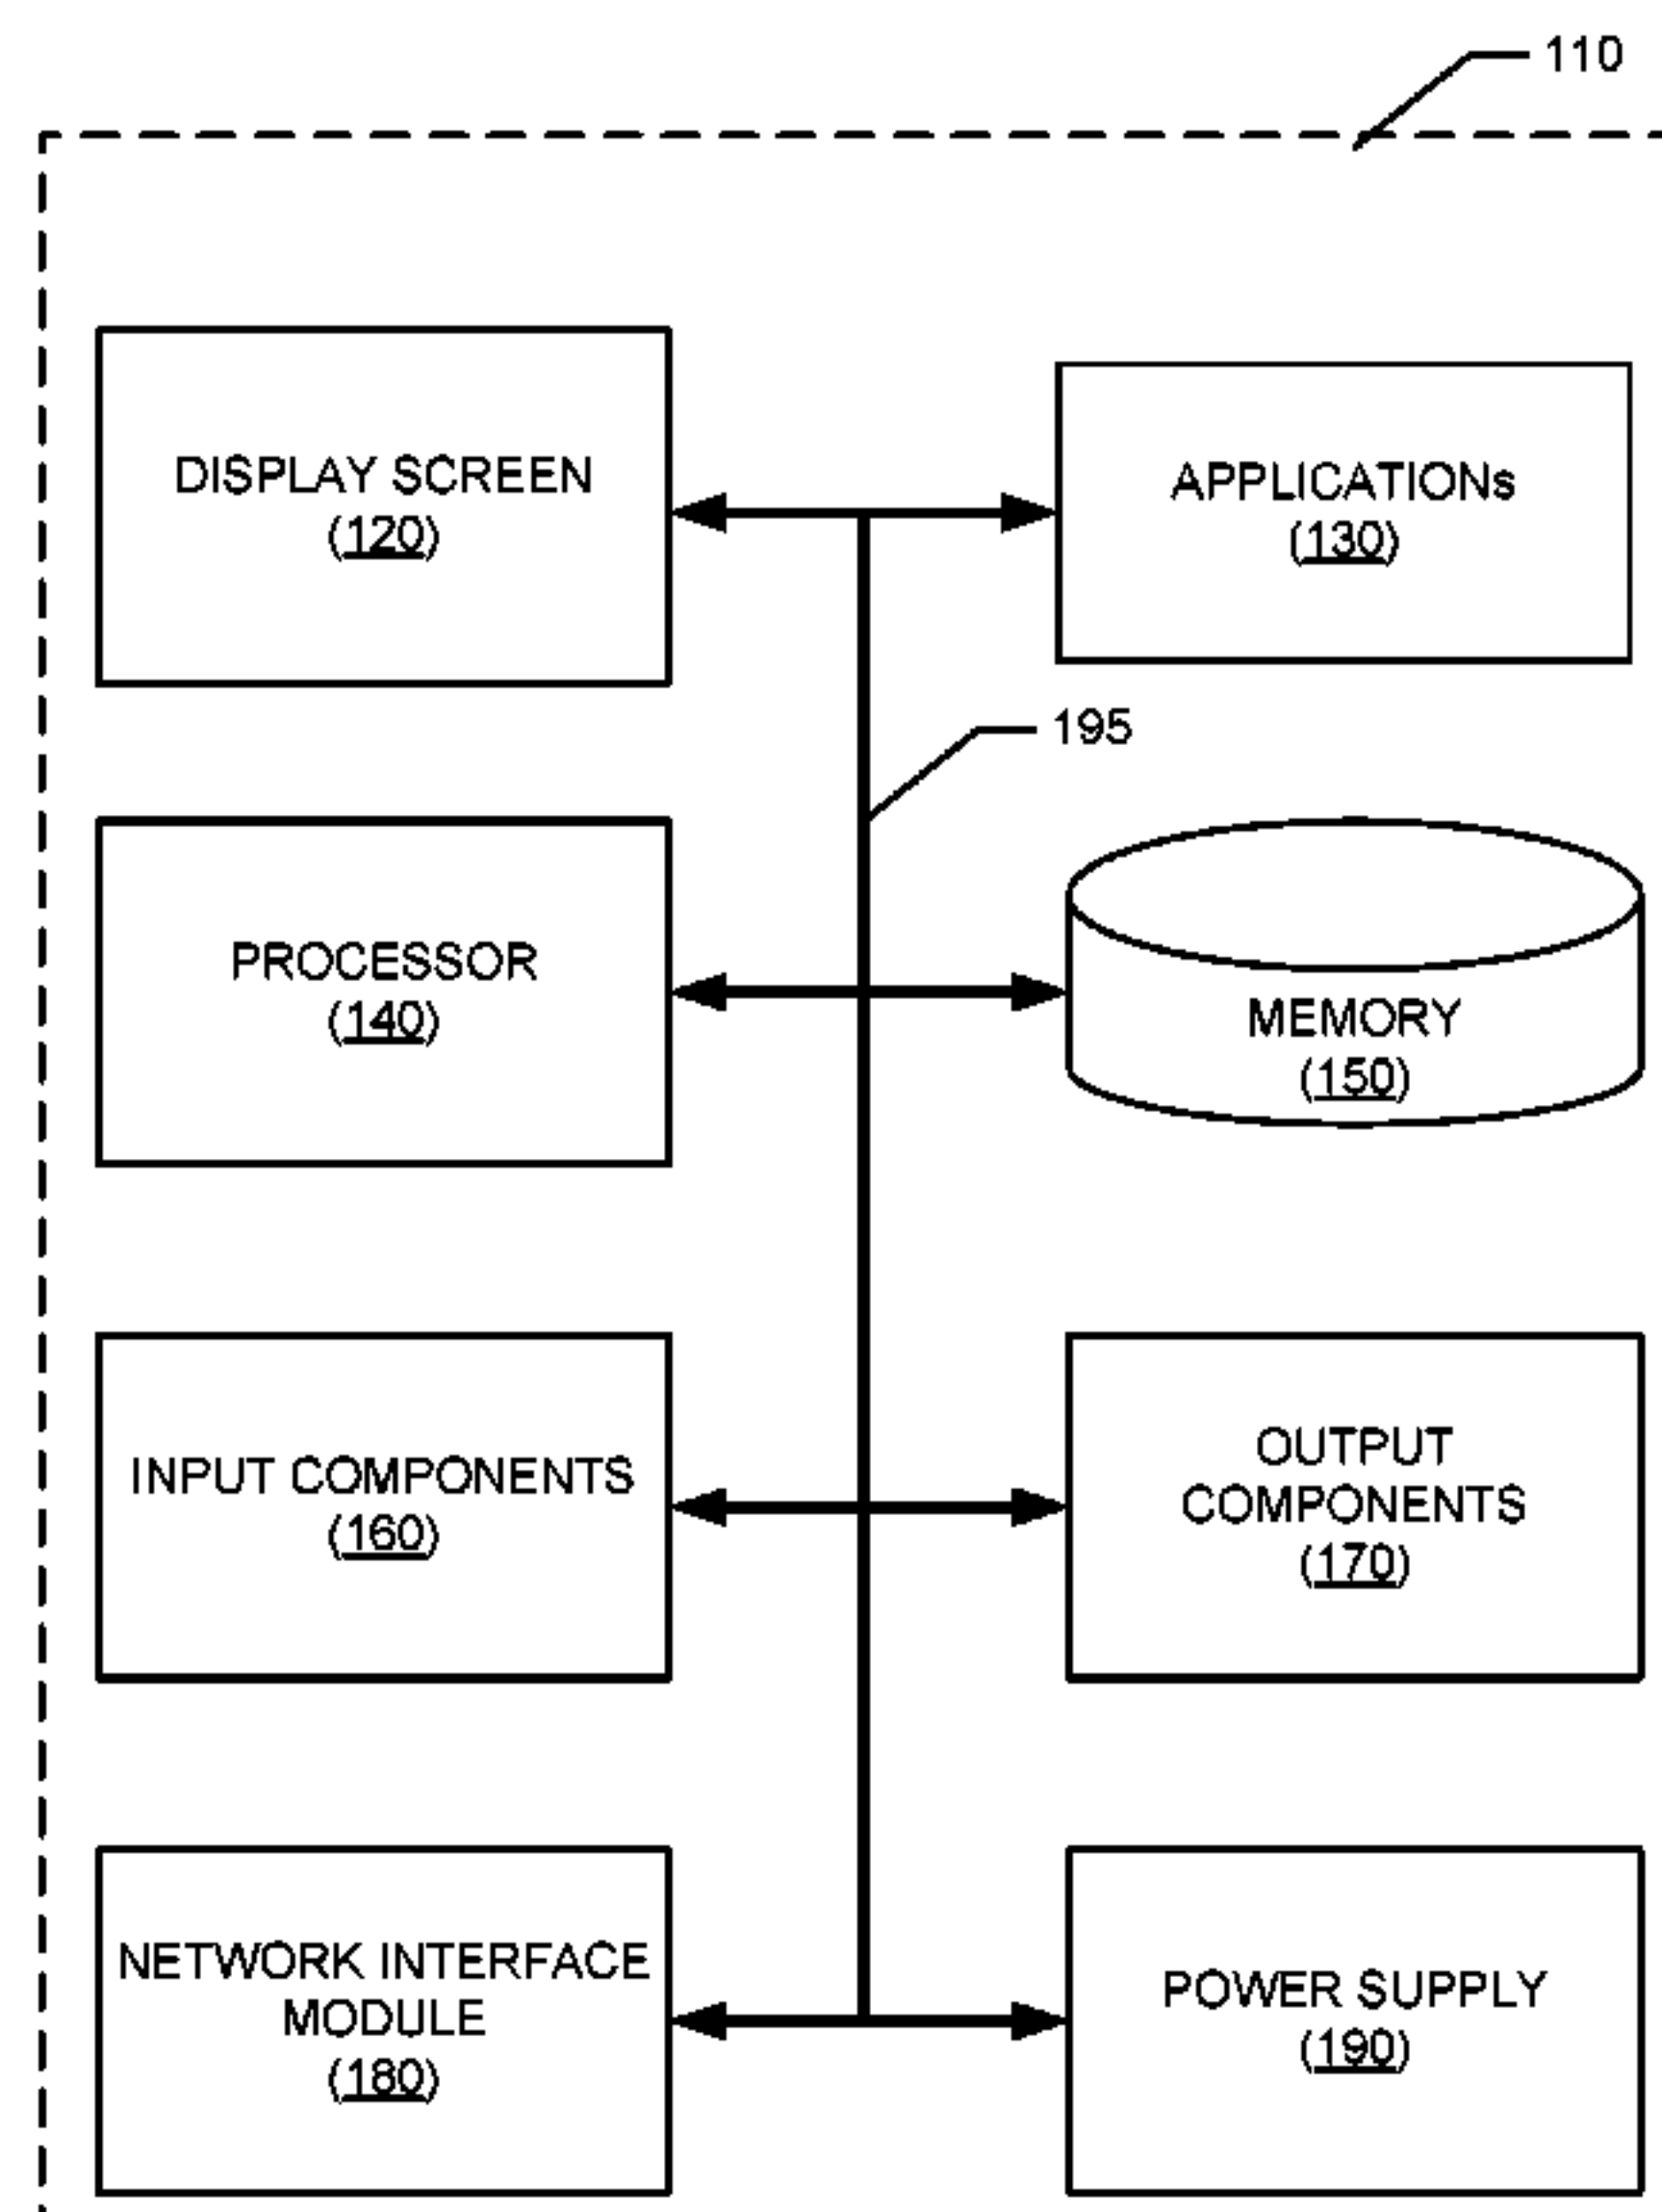 110
DISPLAY SCREEN
(120)
APPLICATIONs
(130)
195
PROCESSOR
(140)
MEMORY
(150)
INPUT COMPONENTS
(160)
OUTPUT
COMPONENTS
(170)
NETWORK INTERFACE
MODULE
(180)
POWER SUPPLY
(190)